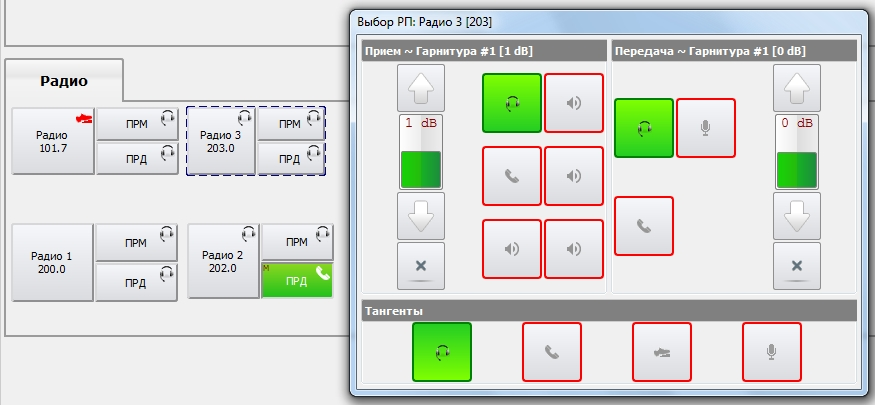 Радио
Радио
101.7
ПРМ
ПРД
Радио 3
203.0
ПРМ
ПРД
Радио 1
200.0
ПРМ
ПРД
Радио 2
202.0
ПРМ
М
ПРД
Выбор РП: Радио 3 [203]
Прием ~ Гарнитура #1 [1 dB]
Передача ~ Гарнитура #1 [0 dB]
1 dB
0 dB
Тангенты